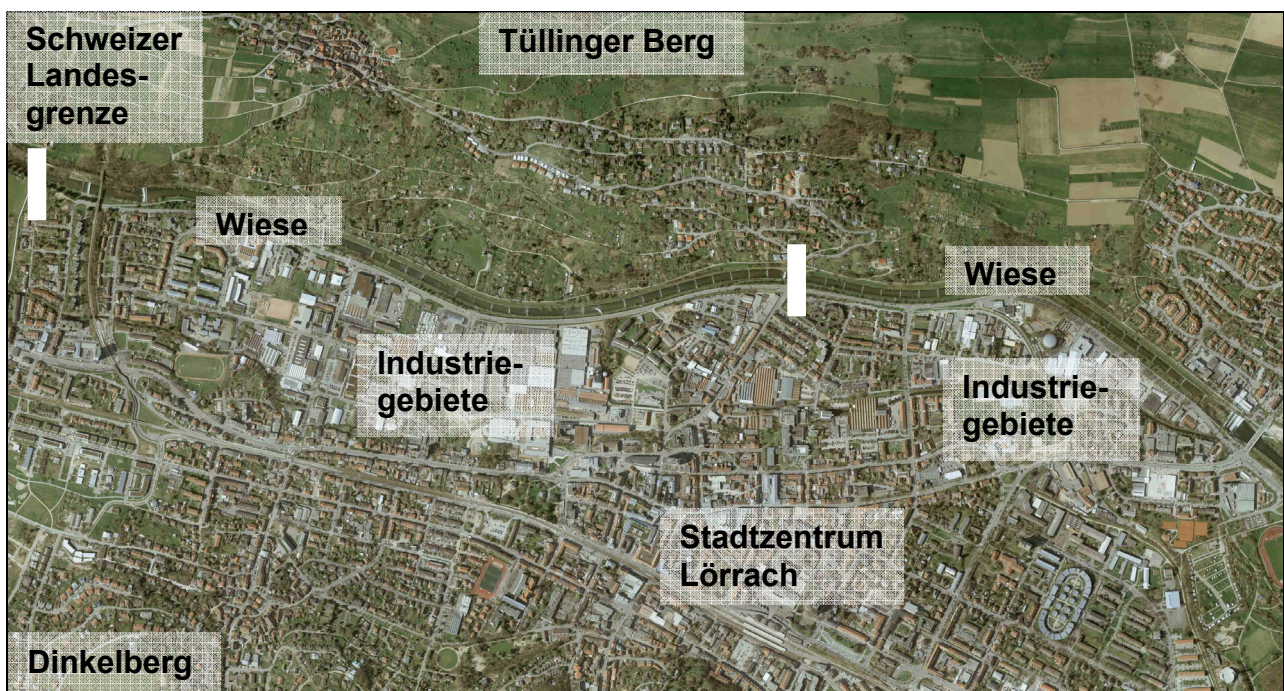 Schweizer
Landes-
grenze
Tüllinger Berg
Wiese
Wiese
Industrie-
gebiete
Industrie-
gebiete
Stadtzentrum
Lörrach
Dinkelberg